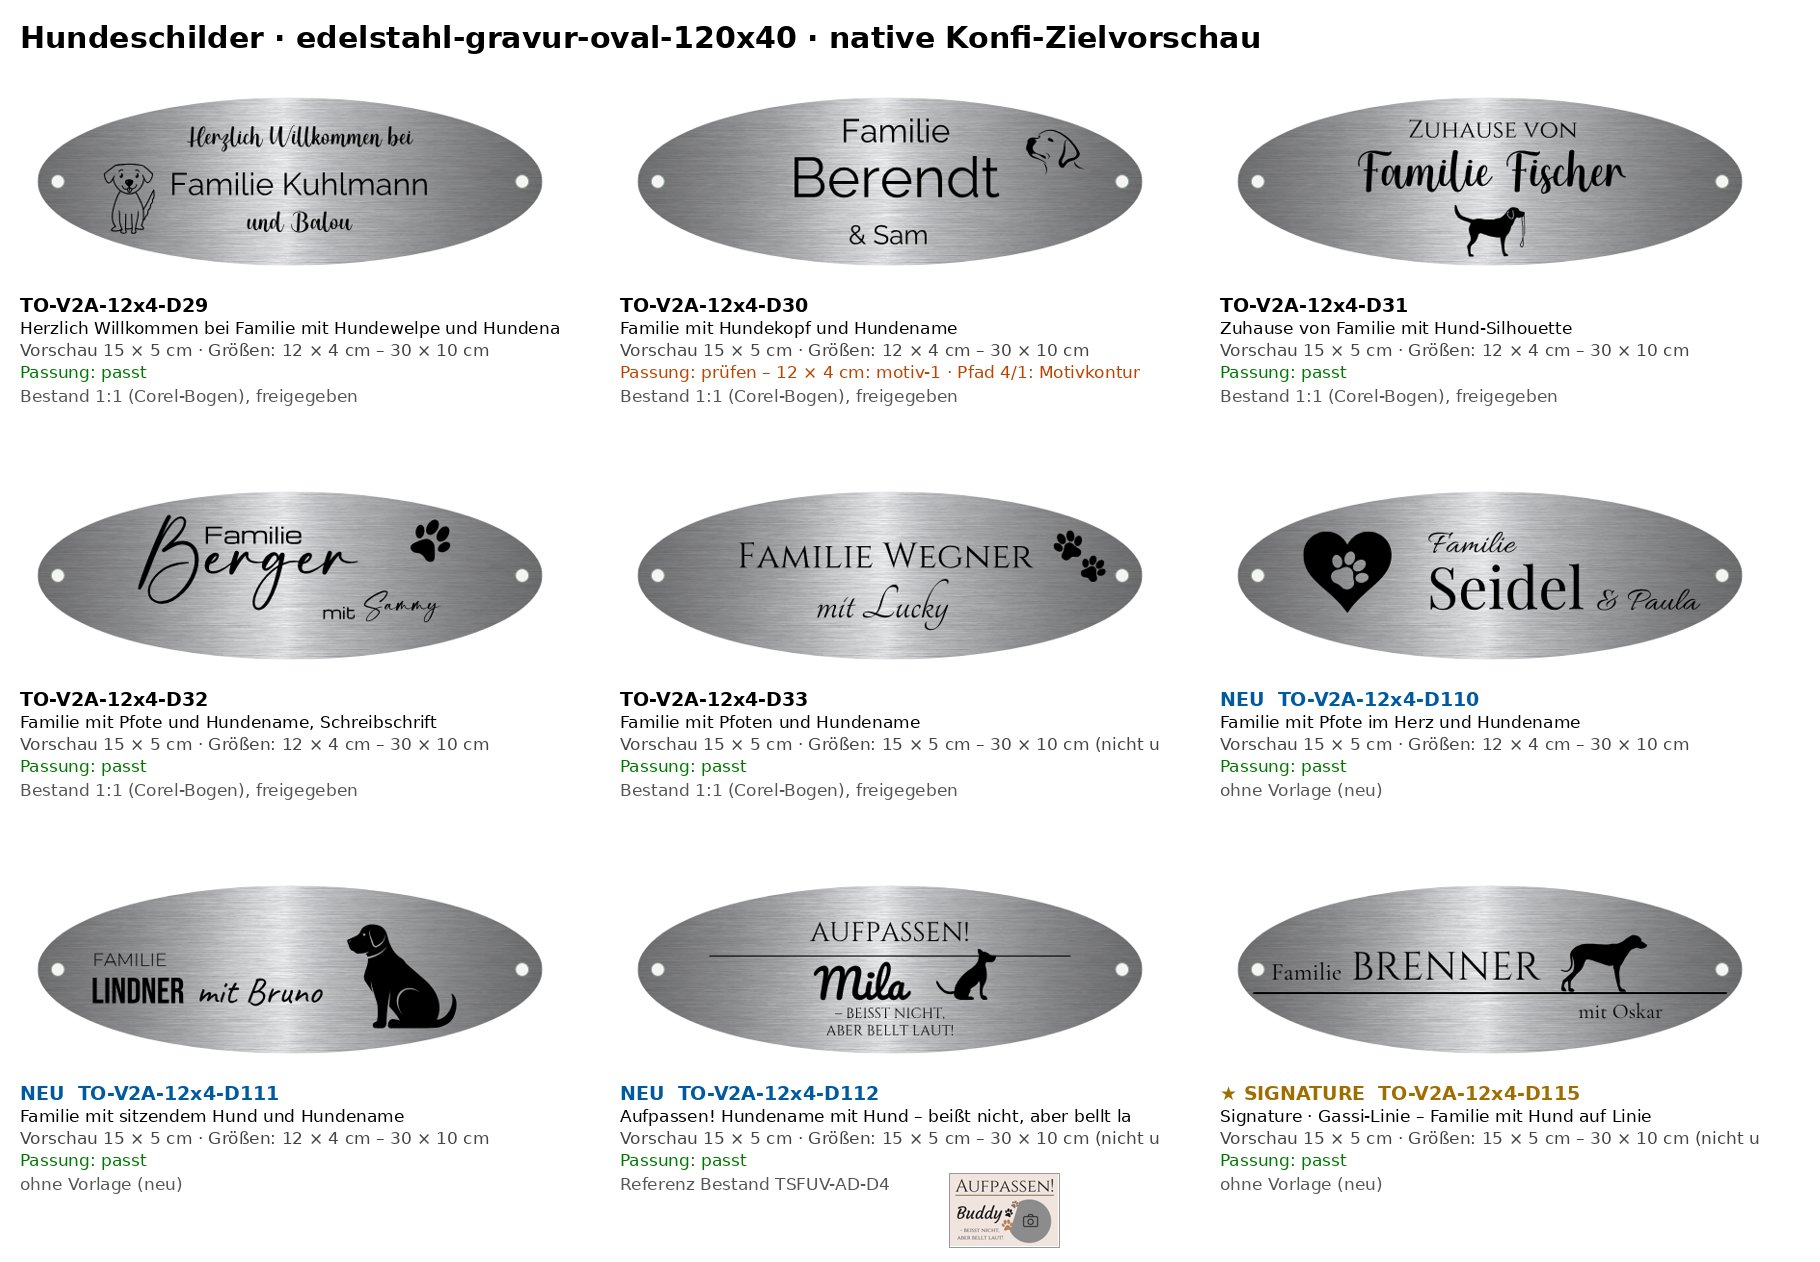 Hundeschilder · edelstahl-gravur-oval-120x40 · native Konfi-Zielvorschau
Herzlich Willkommen bei
Familie Kuhlmann
und Balou
TO-V2A-12x4-D29
Herzlich Willkommen bei Familie mit Hundewelpe und Hundena
Vorschau 15 × 5 cm · Größen: 12 × 4 cm – 30 × 10 cm
Passung: passt
Bestand 1:1 (Corel-Bogen), freigegeben
Familie
Berendt
& Sam
TO-V2A-12x4-D30
Familie mit Hundekopf und Hundename
Vorschau 15 × 5 cm · Größen: 12 × 4 cm – 30 × 10 cm
Passung: prüfen – 12 × 4 cm: motiv-1 · Pfad 4/1: Motivkontur
Bestand 1:1 (Corel-Bogen), freigegeben
ZUHAUSE VON
Familie Fischer
TO-V2A-12x4-D31
Zuhause von Familie mit Hund-Silhouette
Vorschau 15 × 5 cm · Größen: 12 × 4 cm – 30 × 10 cm
Passung: passt
Bestand 1:1 (Corel-Bogen), freigegeben
Familie
Berger
mit Sammy
TO-V2A-12x4-D32
Familie mit Pfote und Hundename, Schreibschrift
Vorschau 15 × 5 cm · Größen: 12 × 4 cm – 30 × 10 cm
Passung: passt
Bestand 1:1 (Corel-Bogen), freigegeben
FAMILIE WEGNER
mit Lucky
TO-V2A-12x4-D33
Familie mit Pfoten und Hundename
Vorschau 15 × 5 cm · Größen: 15 × 5 cm – 30 × 10 cm (nicht u
Passung: passt
Bestand 1:1 (Corel-Bogen), freigegeben
Familie
Seidel & Paula
NEU TO-V2A-12x4-D110
Familie mit Pfote im Herz und Hundename
Vorschau 15 × 5 cm · Größen: 12 × 4 cm – 30 × 10 cm
Passung: passt
ohne Vorlage (neu)
FAMILIE
LINDNER mit Bruno
NEU TO-V2A-12x4-D111
Familie mit sitzendem Hund und Hundename
Vorschau 15 × 5 cm · Größen: 12 × 4 cm – 30 × 10 cm
Passung: passt
ohne Vorlage (neu)
AUFPASSEN!
Mila
– BEISST NICHT,
ABER BELLT LAUT!
NEU TO-V2A-12x4-D112
Aufpassen! Hundename mit Hund – beißt nicht, aber bellt la
Vorschau 15 × 5 cm · Größen: 15 × 5 cm – 30 × 10 cm (nicht u
Passung: passt
Referenz Bestand TSFUV-AD-D4
AUFPASSEN!
Buddy
– BEISST NICHT,
ABER BELLT LAUT!
Familie BRENNER
mit Oskar
★ SIGNATURE TO-V2A-12x4-D115
Signature · Gassi-Linie – Familie mit Hund auf Linie
Vorschau 15 × 5 cm · Größen: 15 × 5 cm – 30 × 10 cm (nicht u
Passung: passt
ohne Vorlage (neu)